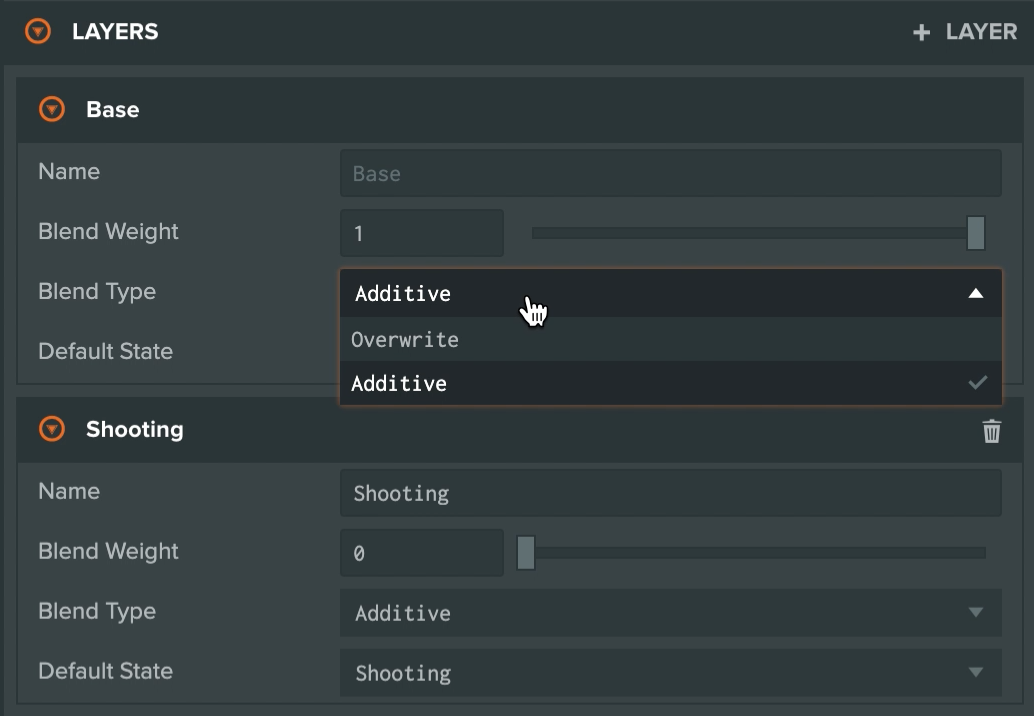 LAYERS
+ LAYER
Base
Name
Base
Blend Weight
1
Blend Type
Additive
Overwrite
Additive
Default State
Shooting
Name
Shooting
Blend Weight
0
Blend Type
Additive
Default State
Shooting